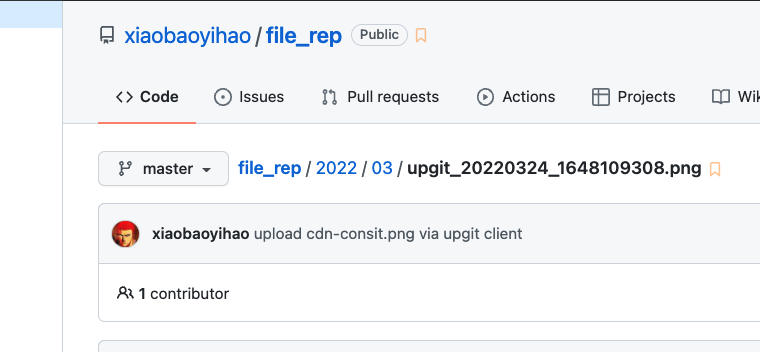 xiaobaoyihao / file_rep Public
Code Issues Pull requests Actions Projects Wik
master file_rep / 2022 / 03 / upgit_20220324_1648109308.png
xiaobaoyihao upload cdn-consit.png via upgit client
1 contributor